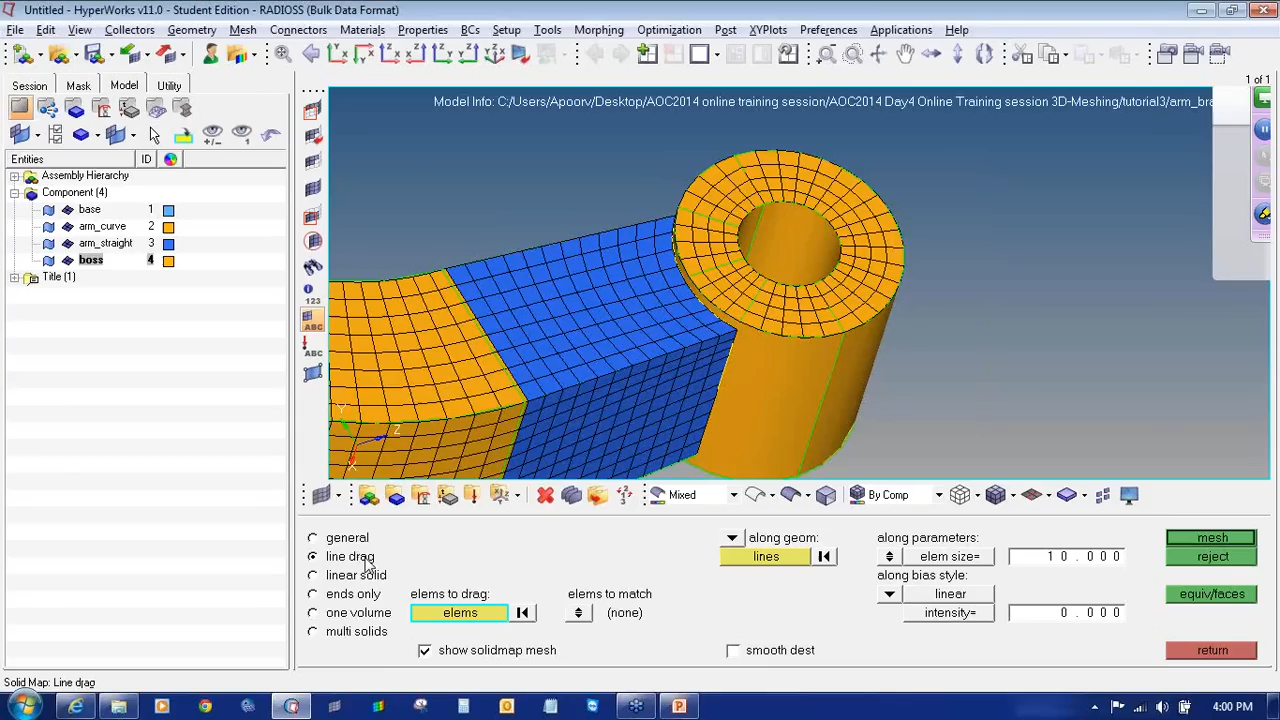 Untitled - HyperWorks v11.0 - Student Edition - RADIOSS (Bulk Data Format)
File Edit View Collectors Geometry Mesh Connectors Materials Properties BCs Setup Tools Morphing Optimization Post XYPlots Preferences Applications Help
Session Mask Model Utility
1 of 1
Model Info: C:/Users/Apoorv/Desktop/AOC2014 online training session/AOC2014 Day4 Online Training session 3D-Meshing/tutorial3/arm_bra
Entities ID
Assembly Hierarchy
Component (4)
base 1
arm_curve 2
arm_straight 3
boss 4
Title (1)
123
ABC
ABC
Y
Z
X
Mixed
By Comp
general
line drag
linear solid
ends only
one volume
multi solids
elems to drag:
elems
elems to match
(none)
show solidmap mesh
along geom:
lines
smooth dest
along parameters:
elem size= 10.000
along bias style:
linear
intensity= 0.000
mesh
reject
equiv/faces
return
Solid Map: Line drag
4:00 PM